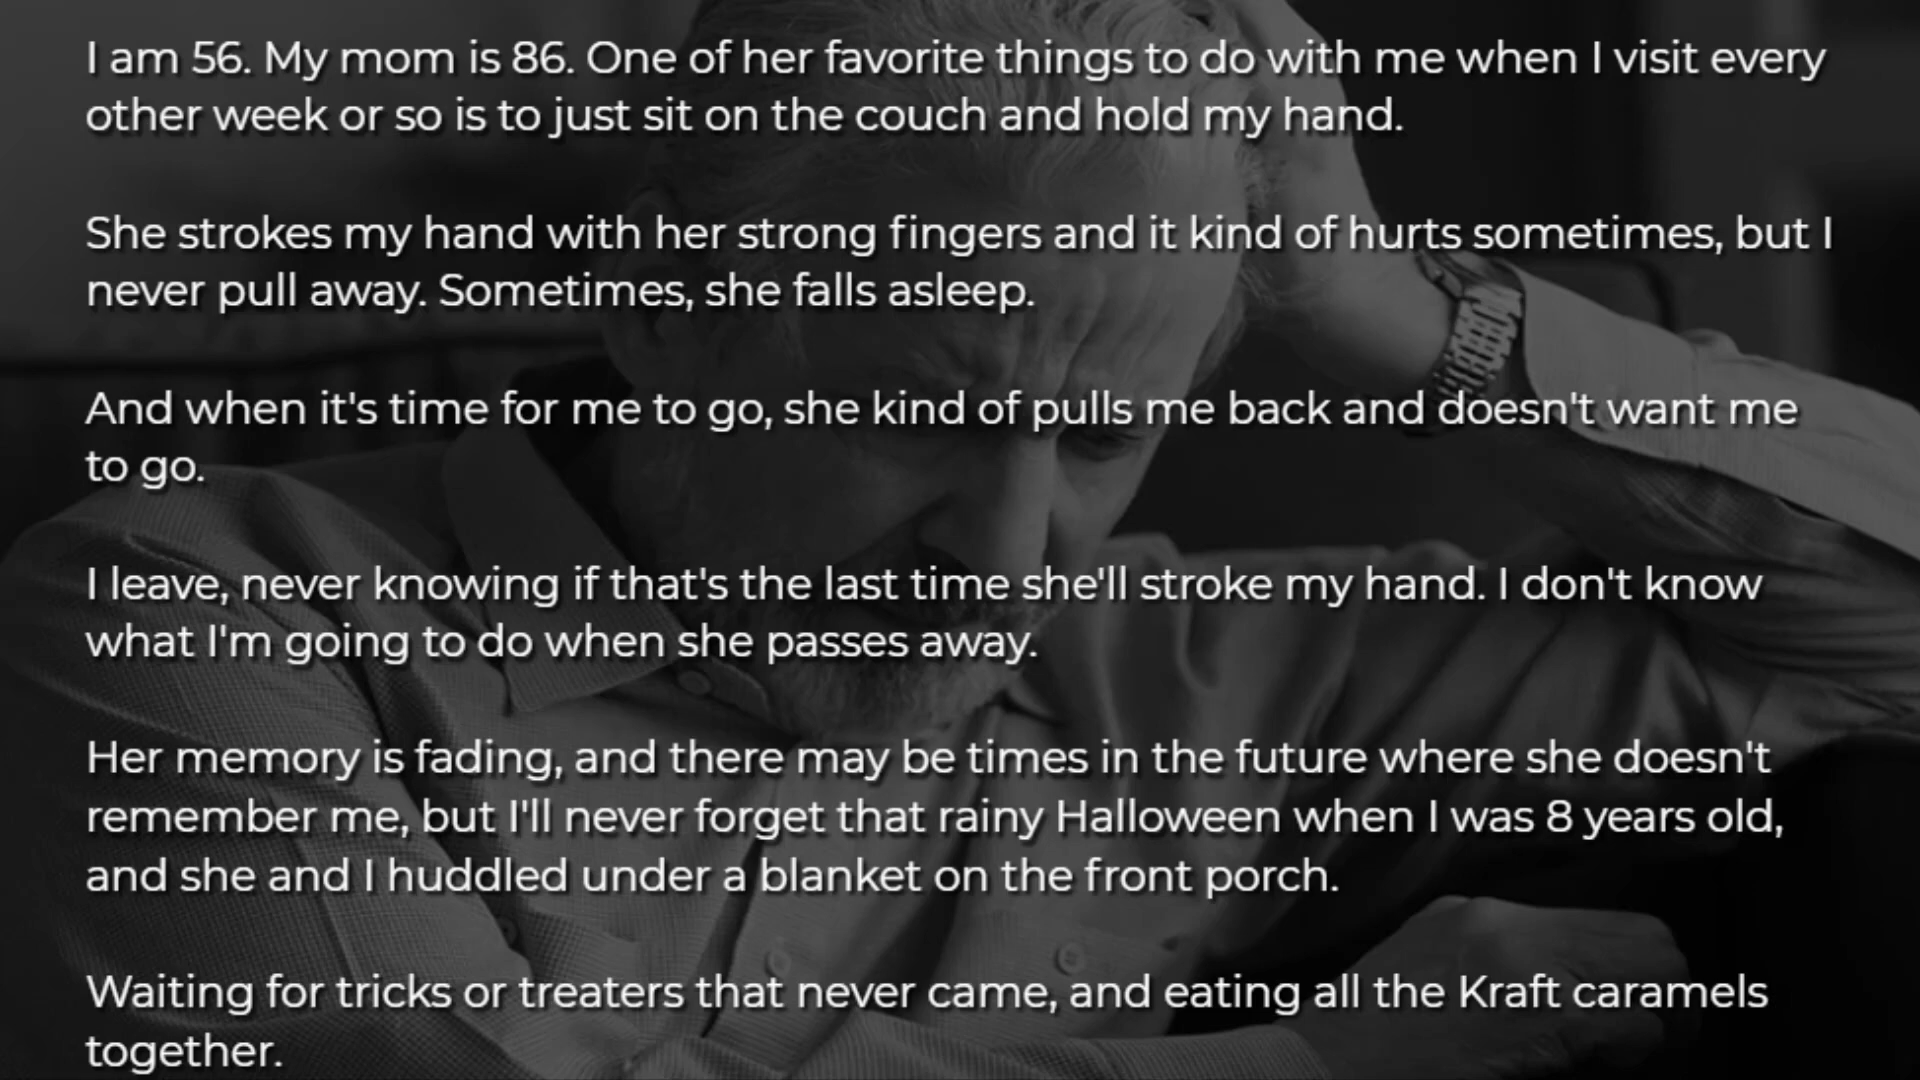 I am 56. My mom is 86. One of her favorite things to do with me when I visit every
other week or so is to just sit on the couch and hold my hand.
She strokes my hand with her strong fingers and it kind of hurts sometimes, but I
never pull away. Sometimes, she falls asleep.
And when it's time for me to go, she kind of pulls me back and doesn't want me
to go.
I leave, never knowing if that's the last time she'll stroke my hand. I don't know
what I'm going to do when she passes away.
Her memory is fading, and there may be times in the future where she doesn't
remember me, but I'll never forget that rainy Halloween when I was 8 years old,
and she and I huddled under a blanket on the front porch.
Waiting for tricks or treaters that never came, and eating all the Kraft caramels
together.